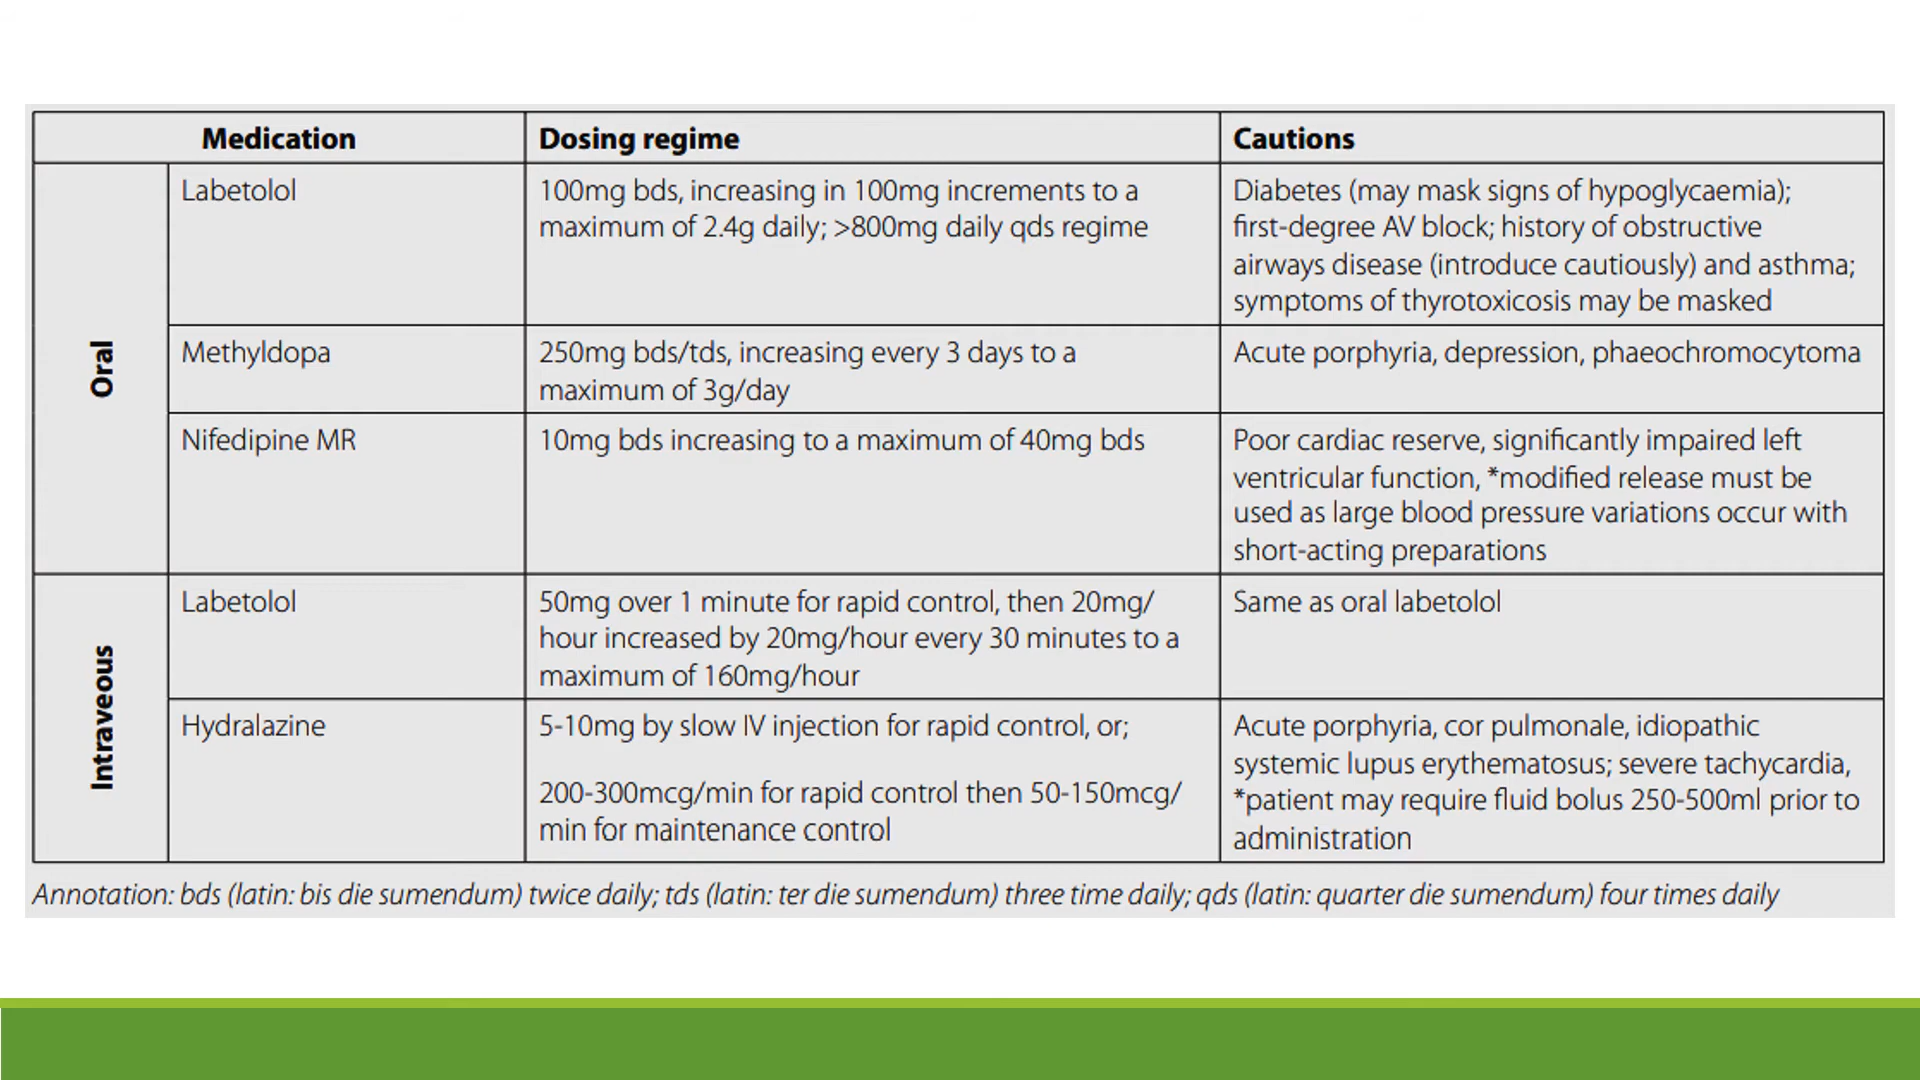 Medication
Dosing regime
Cautions
Oral
Labetolol
100mg bds, increasing in 100mg increments to a
maximum of 2.4g daily; >800mg daily qds regime
Diabetes (may mask signs of hypoglycaemia);
first-degree AV block; history of obstructive
airways disease (introduce cautiously) and asthma;
symptoms of thyrotoxicosis may be masked
Methyldopa
250mg bds/tds, increasing every 3 days to a
maximum of 3g/day
Acute porphyria, depression, phaeochromocytoma
Nifedipine MR
10mg bds increasing to a maximum of 40mg bds
Poor cardiac reserve, significantly impaired left
ventricular function, *modified release must be
used as large blood pressure variations occur with
short-acting preparations
Intraveous
Labetolol
50mg over 1 minute for rapid control, then 20mg/
hour increased by 20mg/hour every 30 minutes to a
maximum of 160mg/hour
Same as oral labetolol
Hydralazine
5-10mg by slow IV injection for rapid control, or;
200-300mcg/min for rapid control then 50-150mcg/
min for maintenance control
Acute porphyria, cor pulmonale, idiopathic
systemic lupus erythematosus; severe tachycardia,
*patient may require fluid bolus 250-500ml prior to
administration
Annotation: bds (latin: bis die sumendum) twice daily; tds (latin: ter die sumendum) three time daily; qds (latin: quarter die sumendum) four times daily